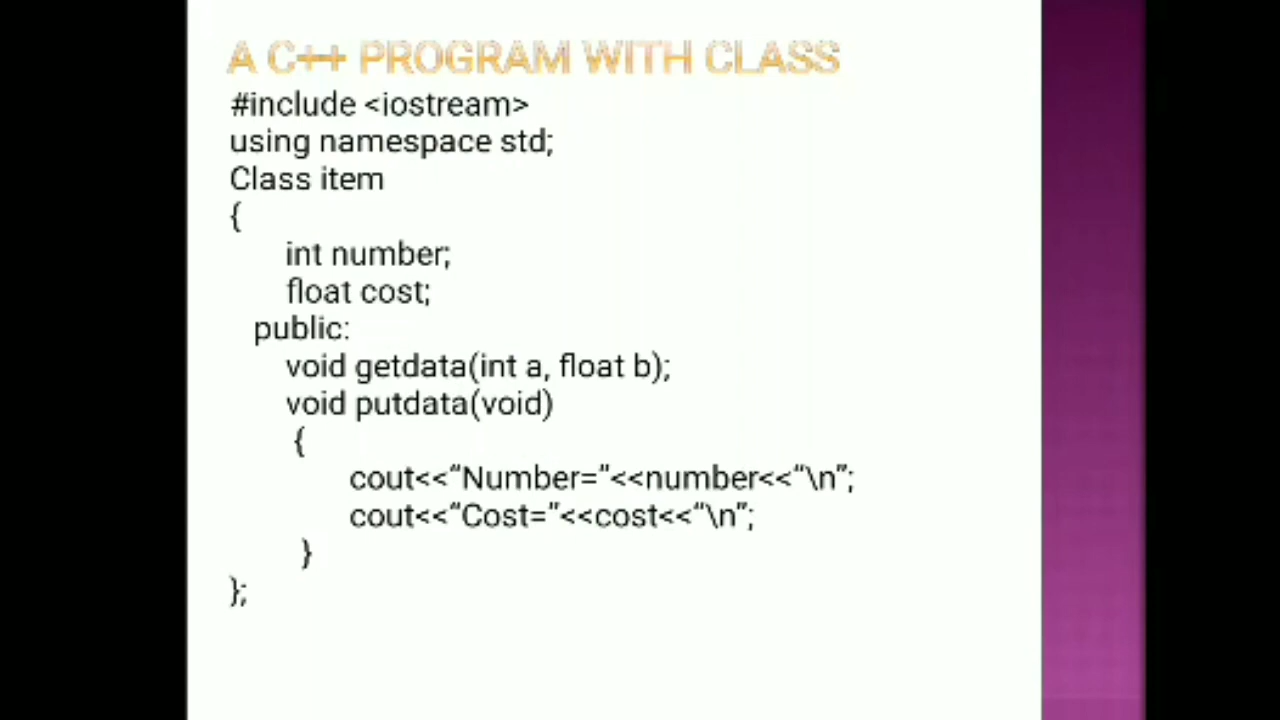 A C++ PROGRAM WITH CLASS
#include <iostream>
using namespace std;
Class item
{
int number;
float cost;
public:
void getdata(int a, float b);
void putdata(void)
{
cout<<“Number=”<<number<<“\n”;
cout<<“Cost=”<<cost<<“\n”;
}
};